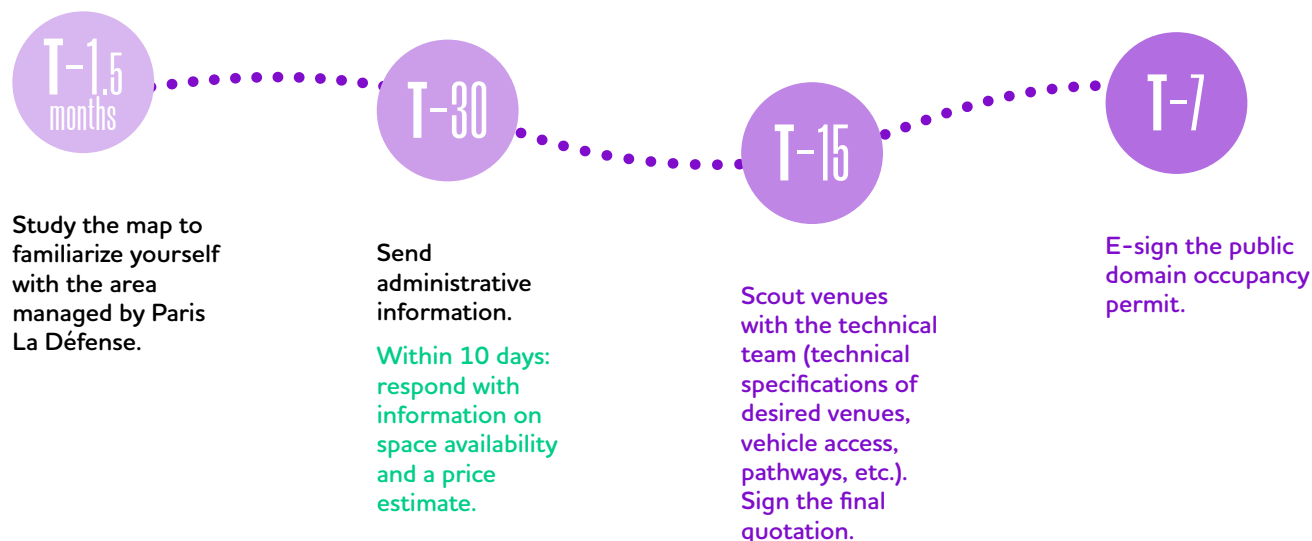 T-1.5
months
Study the map to
familiarize yourself
with the area
managed by Paris
La Défense.
T-30
Send
administrative
information.
Within 10 days:
respond with
information on
space availability
and a price
estimate.
T-15
Scout venues
with the technical
team (technical
specifications of
desired venues,
vehicle access,
pathways, etc.).
Sign the final
quotation.
T-7
E-sign the public
domain occupancy
permit.